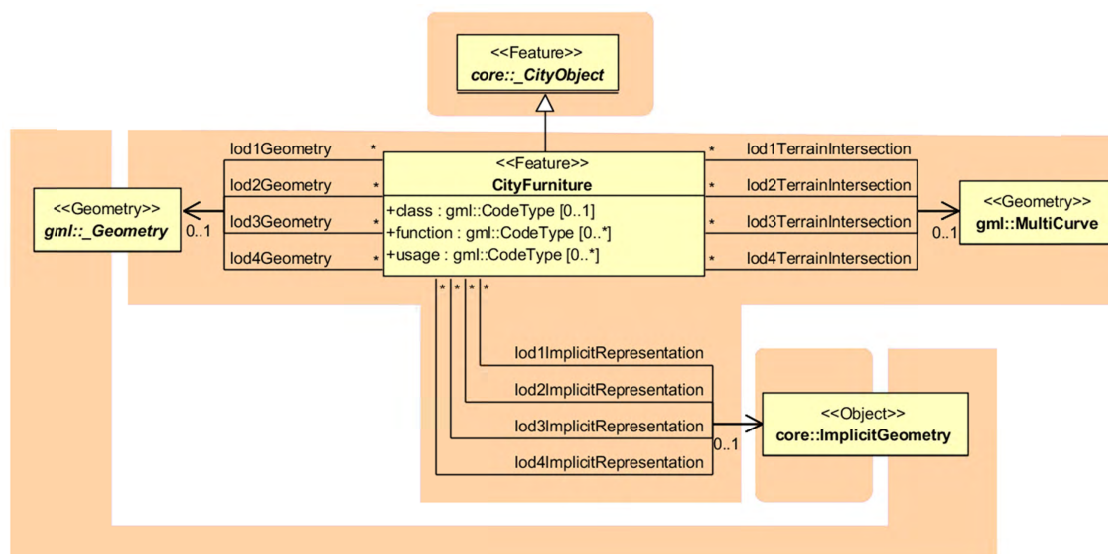 <<Feature>>
core::_CityObject
lod1Geometry *
lod2Geometry *
lod3Geometry *
lod4Geometry *
<<Geometry>>
gml::_Geometry
0..1
<<Feature>>
CityFurniture
+class : gml::CodeType [0..1]
+function : gml::CodeType [0..*]
+usage : gml::CodeType [0..*]
* lod1TerrainIntersection
* lod2TerrainIntersection
* lod3TerrainIntersection
* lod4TerrainIntersection
<<Geometry>>
gml::MultiCurve
0..1
* * * *
lod1ImplicitRepresentation
lod2ImplicitRepresentation
lod3ImplicitRepresentation
lod4ImplicitRepresentation
0..1
<<Object>>
core::ImplicitGeometry